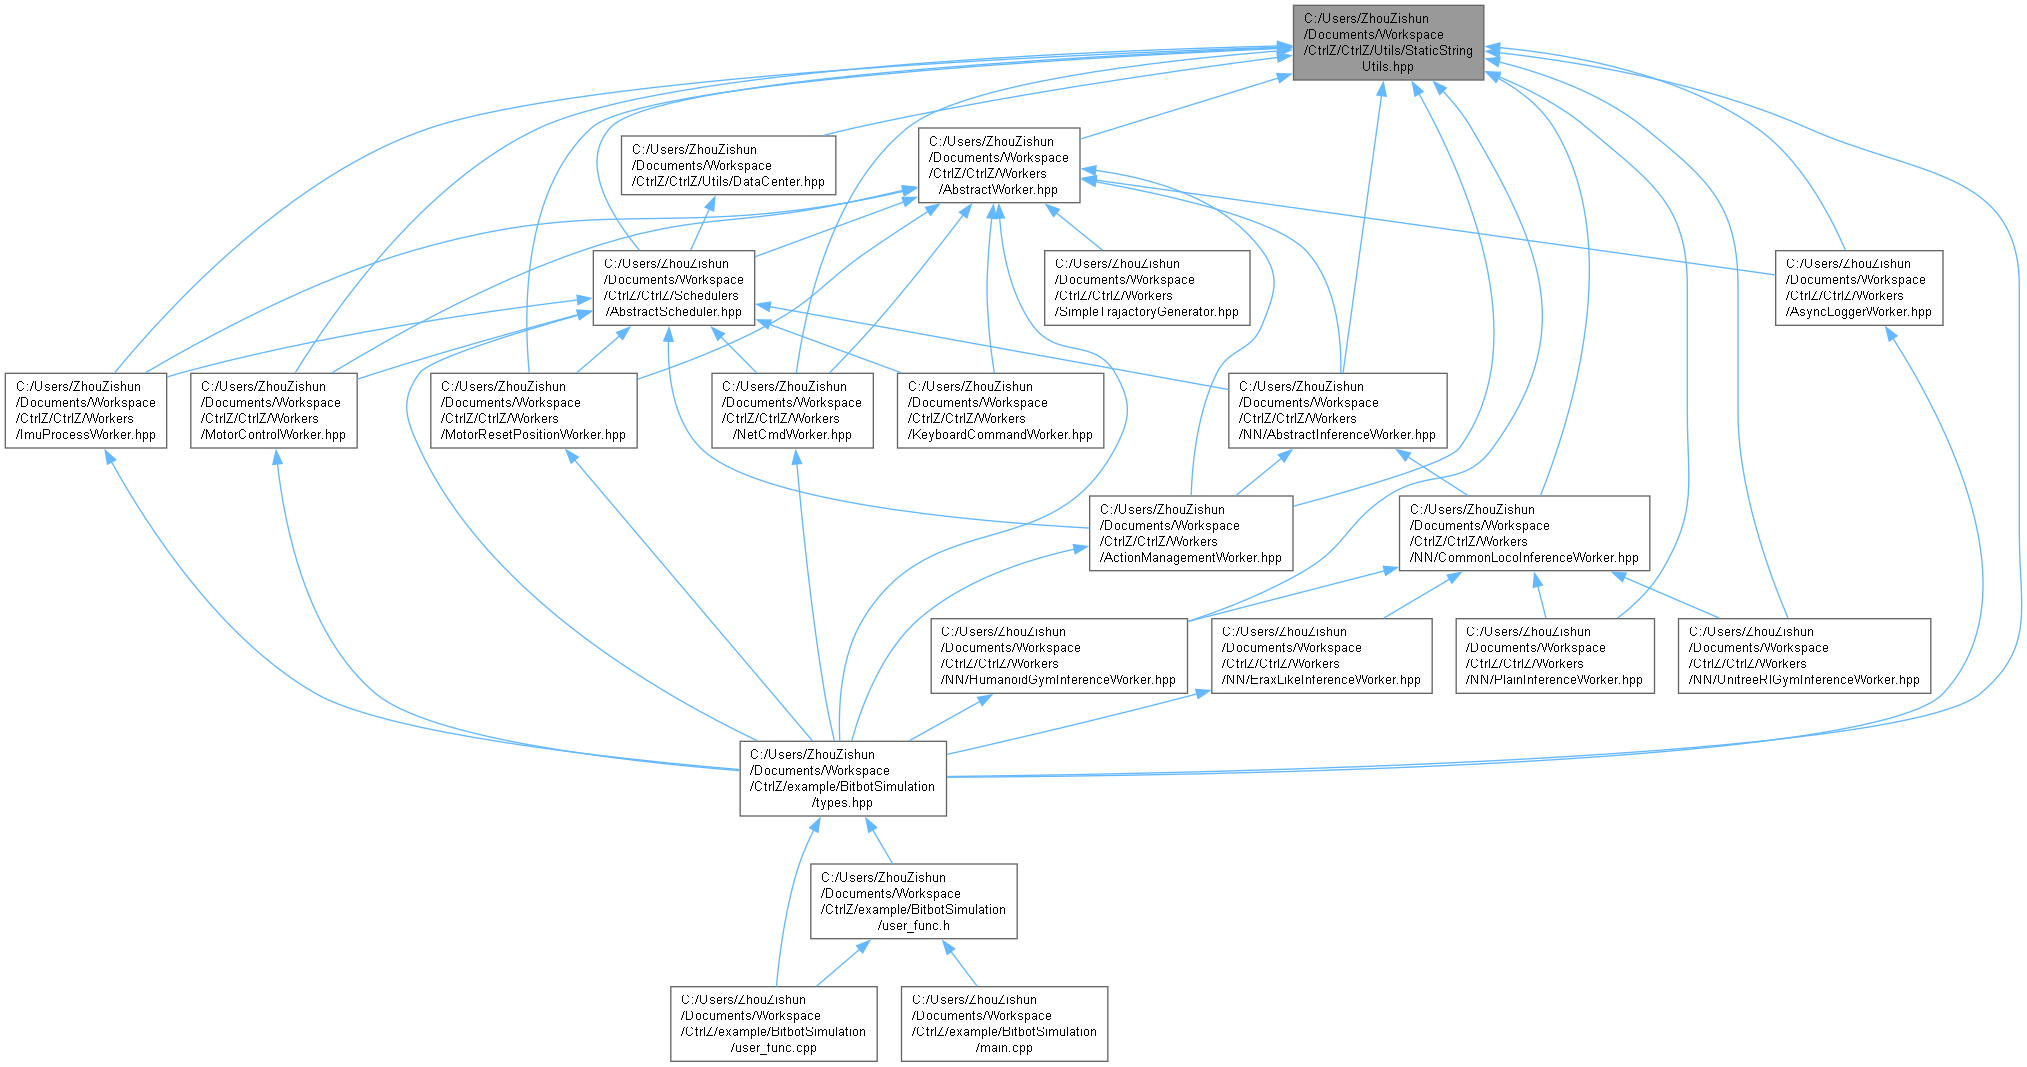 C:/Users/ZhouZishun
/Documents/Workspace
/CtrlZ/CtrlZ/Utils/StaticString
Utils.hpp
C:/Users/ZhouZishun
/Documents/Workspace
/CtrlZ/CtrlZ/Utils/DataCenter.hpp
C:/Users/ZhouZishun
/Documents/Workspace
/CtrlZ/CtrlZ/Workers
/AbstractWorker.hpp
C:/Users/ZhouZishun
/Documents/Workspace
/CtrlZ/CtrlZ/Schedulers
/AbstractScheduler.hpp
C:/Users/ZhouZishun
/Documents/Workspace
/CtrlZ/CtrlZ/Workers
/SimpleTrajactoryGenerator.hpp
C:/Users/ZhouZishun
/Documents/Workspace
/CtrlZ/CtrlZ/Workers
/AsyncLoggerWorker.hpp
C:/Users/ZhouZishun
/Documents/Workspace
/CtrlZ/CtrlZ/Workers
/ImuProcessWorker.hpp
C:/Users/ZhouZishun
/Documents/Workspace
/CtrlZ/CtrlZ/Workers
/MotorControlWorker.hpp
C:/Users/ZhouZishun
/Documents/Workspace
/CtrlZ/CtrlZ/Workers
/MotorResetPositionWorker.hpp
C:/Users/ZhouZishun
/Documents/Workspace
/CtrlZ/CtrlZ/Workers
/NetCmdWorker.hpp
C:/Users/ZhouZishun
/Documents/Workspace
/CtrlZ/CtrlZ/Workers
/KeyboardCommandWorker.hpp
C:/Users/ZhouZishun
/Documents/Workspace
/CtrlZ/CtrlZ/Workers
/NN/AbstractInferenceWorker.hpp
C:/Users/ZhouZishun
/Documents/Workspace
/CtrlZ/CtrlZ/Workers
/ActionManagementWorker.hpp
C:/Users/ZhouZishun
/Documents/Workspace
/CtrlZ/CtrlZ/Workers
/NN/CommonLocoInferenceWorker.hpp
C:/Users/ZhouZishun
/Documents/Workspace
/CtrlZ/CtrlZ/Workers
/NN/HumanoidGymInferenceWorker.hpp
C:/Users/ZhouZishun
/Documents/Workspace
/CtrlZ/CtrlZ/Workers
/NN/EraxLikeInferenceWorker.hpp
C:/Users/ZhouZishun
/Documents/Workspace
/CtrlZ/CtrlZ/Workers
/NN/PlainInferenceWorker.hpp
C:/Users/ZhouZishun
/Documents/Workspace
/CtrlZ/CtrlZ/Workers
/NN/UnitreeRlGymInferenceWorker.hpp
C:/Users/ZhouZishun
/Documents/Workspace
/CtrlZ/example/BitbotSimulation
/types.hpp
C:/Users/ZhouZishun
/Documents/Workspace
/CtrlZ/example/BitbotSimulation
/user_func.h
C:/Users/ZhouZishun
/Documents/Workspace
/CtrlZ/example/BitbotSimulation
/user_func.cpp
C:/Users/ZhouZishun
/Documents/Workspace
/CtrlZ/example/BitbotSimulation
/main.cpp